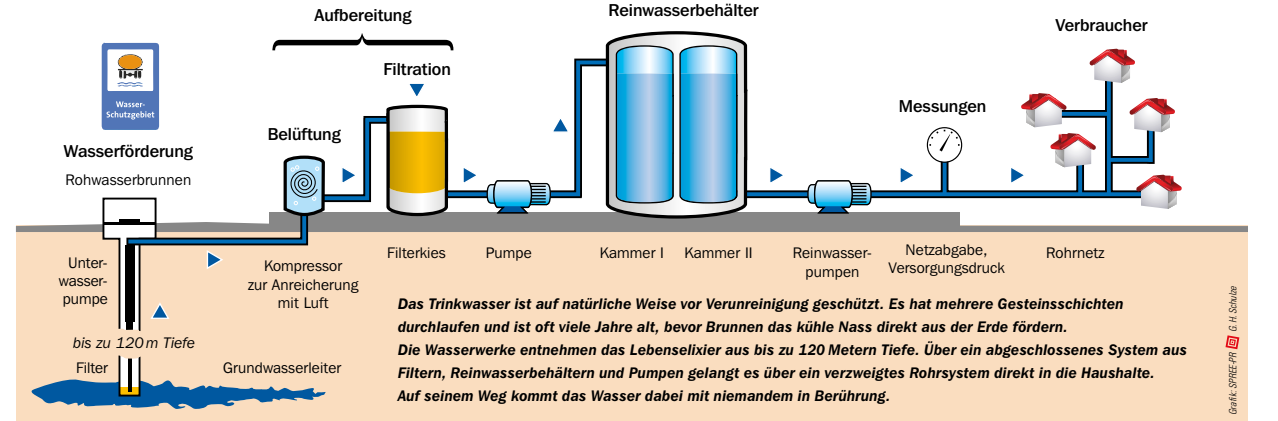 Aufbereitung
Reinwasserbehälter
Verbraucher
Filtration
Wasser-
Schutzgebiet
Messungen
Belüftung
Wasserförderung
Rohwasserbrunnen
Unter-
wasser-
pumpe
Kompressor
zur Anreicherung
mit Luft
Filterkies
Pumpe
Kammer I
Kammer II
Reinwasser-
pumpen
Netzabgabe,
Versorgungsdruck
Rohrnetz
bis zu 120 m Tiefe
Filter
Grundwasserleiter
Das Trinkwasser ist auf natürliche Weise vor Verunreinigung geschützt. Es hat mehrere Gesteinsschichten
durchlaufen und ist oft viele Jahre alt, bevor Brunnen das kühle Nass direkt aus der Erde fördern.
Die Wasserwerke entnehmen das Lebenselixier aus bis zu 120 Metern Tiefe. Über ein abgeschlossenes System aus
Filtern, Reinwasserbehältern und Pumpen gelangt es über ein verzweigtes Rohrsystem direkt in die Haushalte.
Auf seinem Weg kommt das Wasser dabei mit niemandem in Berührung.
Grafik: SPREE-PR G. H. Schulze